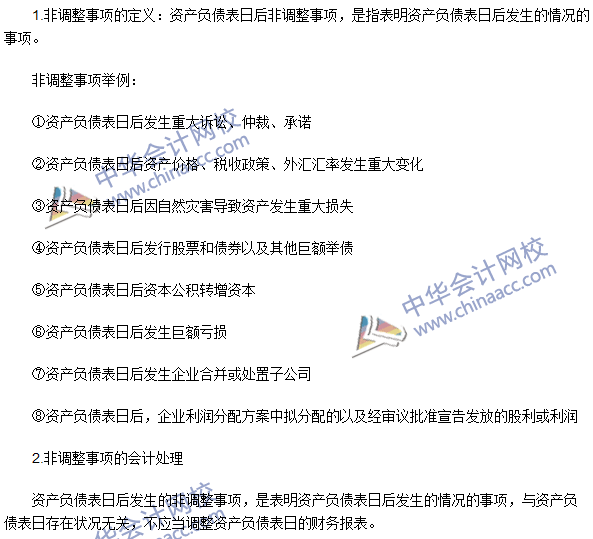 1.非调整事项的定义：资产负债表日后非调整事项，是指表明资产负债表日后发生的情况的
事项。
非调整事项举例：
①资产负债表日后发生重大诉讼、仲裁、承诺
②资产负债表日后资产价格、税收政策、外汇汇率发生重大变化
③资产负债表日后因自然灾害导致资产发生重大损失
④资产负债表日后发行股票和债券以及其他巨额举债
⑤资产负债表日后资本公积转增资本
⑥资产负债表日后发生巨额亏损
⑦资产负债表日后发生企业合并或处置子公司
⑧资产负债表日后，企业利润分配方案中拟分配的以及经审议批准宣告发放的股利或利润
2.非调整事项的会计处理
资产负债表日后发生的非调整事项，是表明资产负债表日后发生的情况的事项，与资产负
债表日存在状况无关，不应当调整资产负债表日的财务报表。
中华会计网校
www.chinaacc.com
中华会计网校
www.chinaacc.com
中华会计网校
www.chinaacc.com